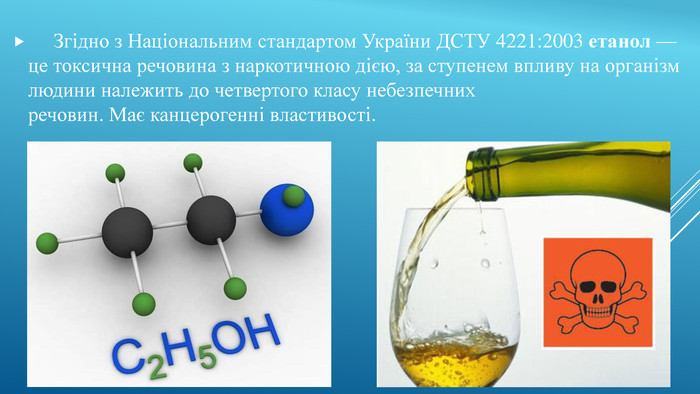 Згідно з Національним стандартом України ДСТУ 4221:2003 етанол —
це токсична речовина з наркотичною дією, за ступенем впливу на організм
людини належить до четвертого класу небезпечних
речовин. Має канцерогенні властивості.
C2H5OH